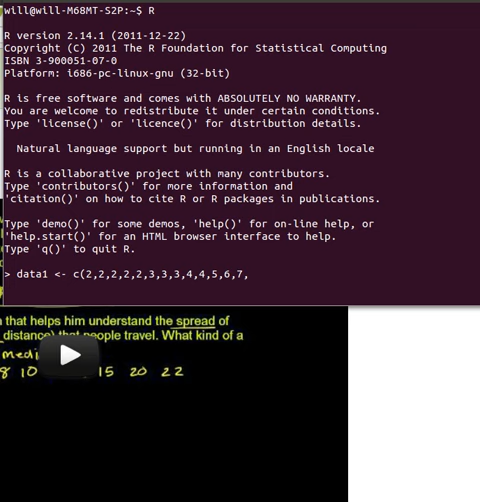 will@will-M68MT-S2P:~$ R
R version 2.14.1 (2011-12-22)
Copyright (C) 2011 The R Foundation for Statistical Computing
ISBN 3-900051-07-0
Platform: i686-pc-linux-gnu (32-bit)
R is free software and comes with ABSOLUTELY NO WARRANTY.
You are welcome to redistribute it under certain conditions.
Type 'license()' or 'licence()' for distribution details.
Natural language support but running in an English locale
R is a collaborative project with many contributors.
Type 'contributors()' for more information and
'citation()' on how to cite R or R packages in publications.
Type 'demo()' for some demos, 'help()' for on-line help, or
'help.start()' for an HTML browser interface to help.
Type 'q()' to quit R.
> data1 <- c(2,2,2,2,2,3,3,3,4,4,5,6,7,
that helps him understand the spread of
distance) that people travel. What kind of a
medi
8 10 15 20 22